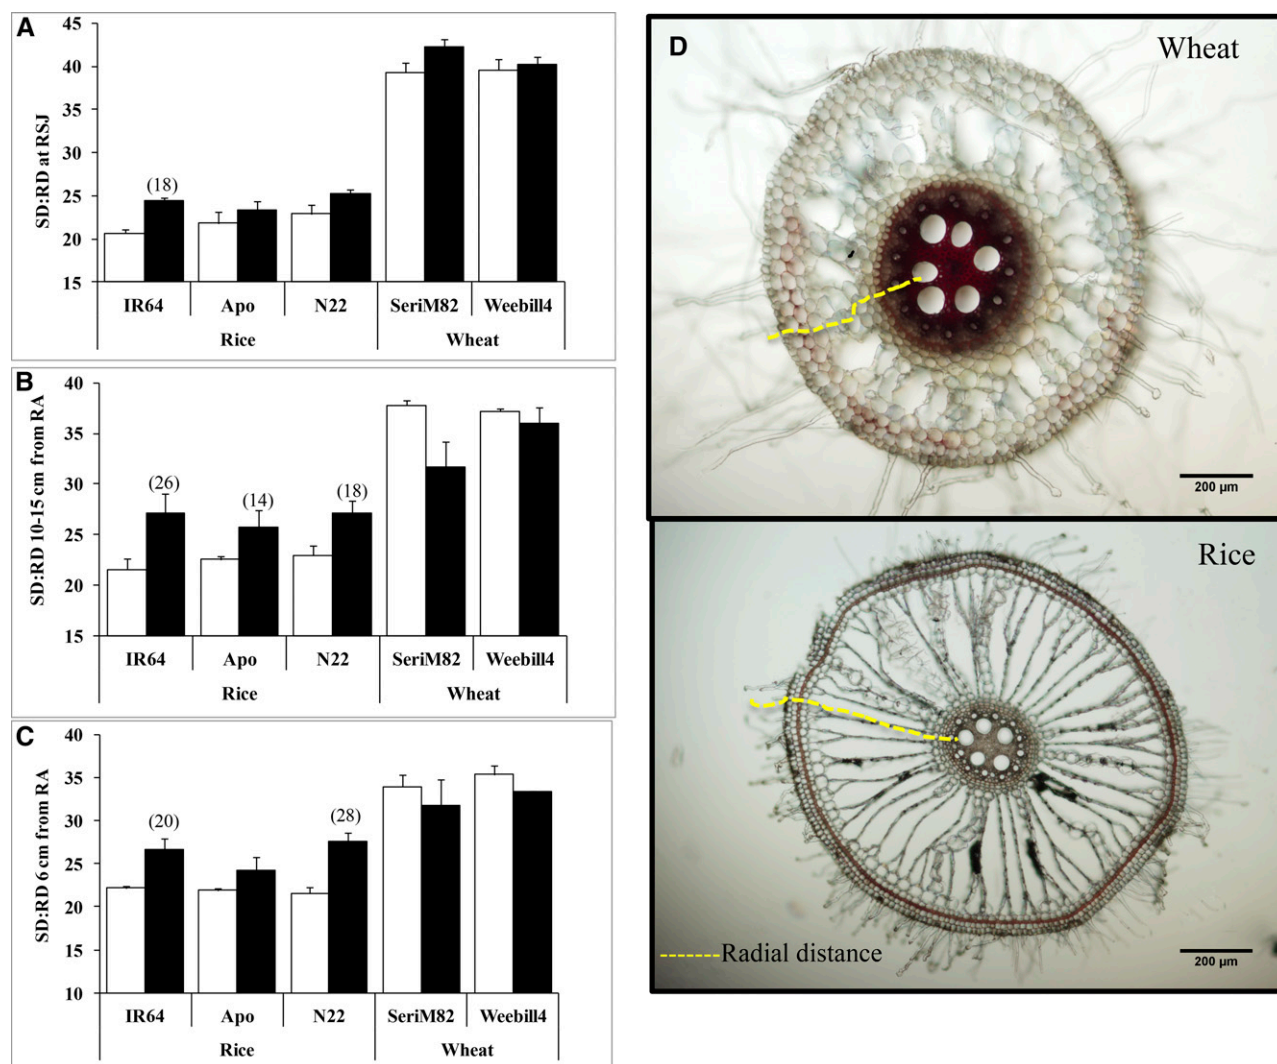 A
SD:RD at RSJ
45
40
35
30
25
20
15
(18)
IR64 Apo N22 SeriM82 Weebill4
Rice Wheat
B
SD:RD 10-15 cm from RA
40
35
30
25
20
15
(26) (14) (18)
IR64 Apo N22 SeriM82 Weebill4
Rice Wheat
C
SD:RD 6 cm from RA
40
35
30
25
20
15
10
(20) (28)
IR64 Apo N22 SeriM82 Weebill4
Rice Wheat
D
Wheat
200 µm
Rice
Radial distance
200 µm